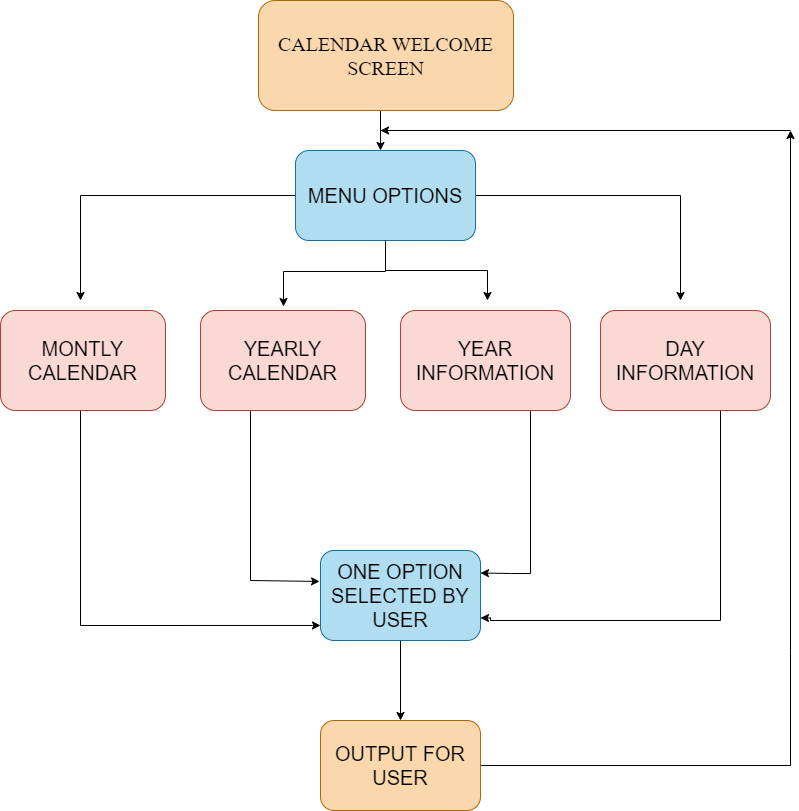 CALENDAR WELCOME
SCREEN
MENU OPTIONS
MONTLY
CALENDAR
YEARLY
CALENDAR
YEAR
INFORMATION
DAY
INFORMATION
ONE OPTION
SELECTED BY
USER
OUTPUT FOR
USER